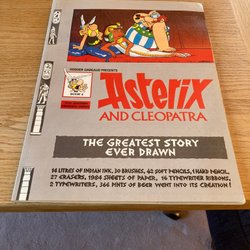 HODDER DARGAUD PRESENTS
Asterix
AND CLEOPATRA
THE GREATEST STORY
EVER DRAWN
14 LITRES OF INDIAN INK, 30 BRUSHES, 62 SOFT PENCILS, 1 HARD PENCIL,
27 ERASERS, 1984 SHEETS OF PAPER, 16 TYPEWRITER RIBBONS,
2 TYPEWRITERS, 366 PINTS OF BEER WENT INTO ITS CREATION!